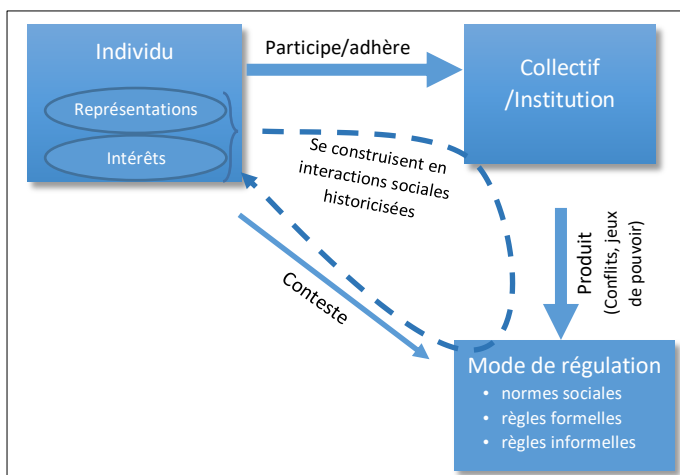 Individu
Représentations
Intérêts
Participe/adhère
Collectif
/Institution
Se construisent en
interactions sociales
historicisées
Conteste
Produit
(Conflits, jeux
de pouvoir)
Mode de régulation
• normes sociales
• règles formelles
• règles informelles